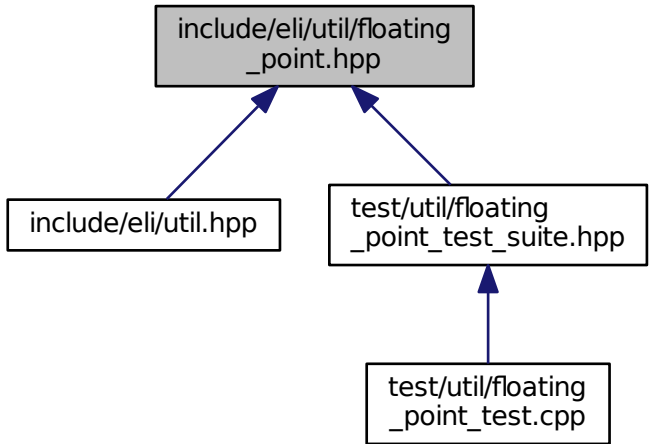 include/eli/util/floating
_point.hpp
include/eli/util.hpp
test/util/floating
_point_test_suite.hpp
test/util/floating
_point_test.cpp